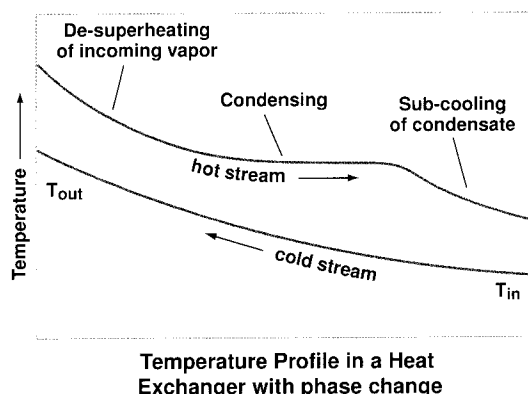 De-superheating
of incoming vapor
Condensing
Sub-cooling
of condensate
hot stream
Temperature
Tout
cold stream
Tin
Temperature Profile in a Heat
Exchanger with phase change